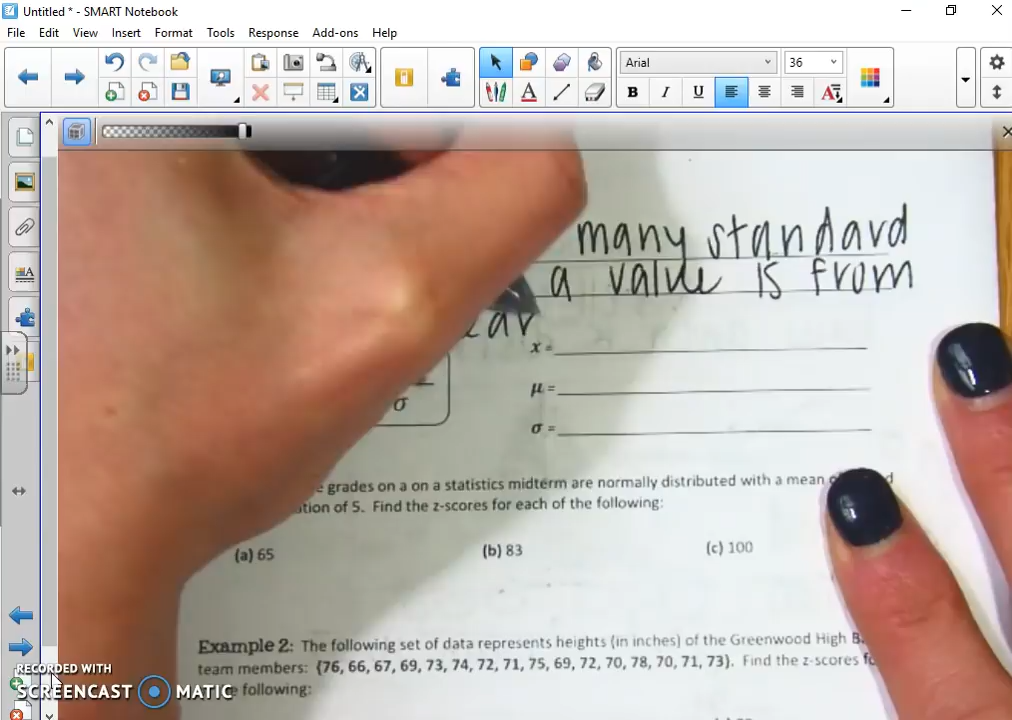 Untitled * - SMART Notebook
File Edit View Insert Format Tools Response Add-ons Help
Arial 36
B I U
many standard
a value is from
x =
μ =
σ
σ =
grades on a on a statistics midterm are normally distributed with a mean
of 5. Find the z-scores for each of the following:
(a) 65 (b) 83 (c) 100
Example 2: The following set of data represents heights (in inches) of the Greenwood High
team members: {76, 66, 67, 69, 73, 74, 72, 71, 75, 69, 72, 70, 78, 70, 71, 73}. Find the z-scores
following:
RECORDED WITH
SCREENCAST MATIC